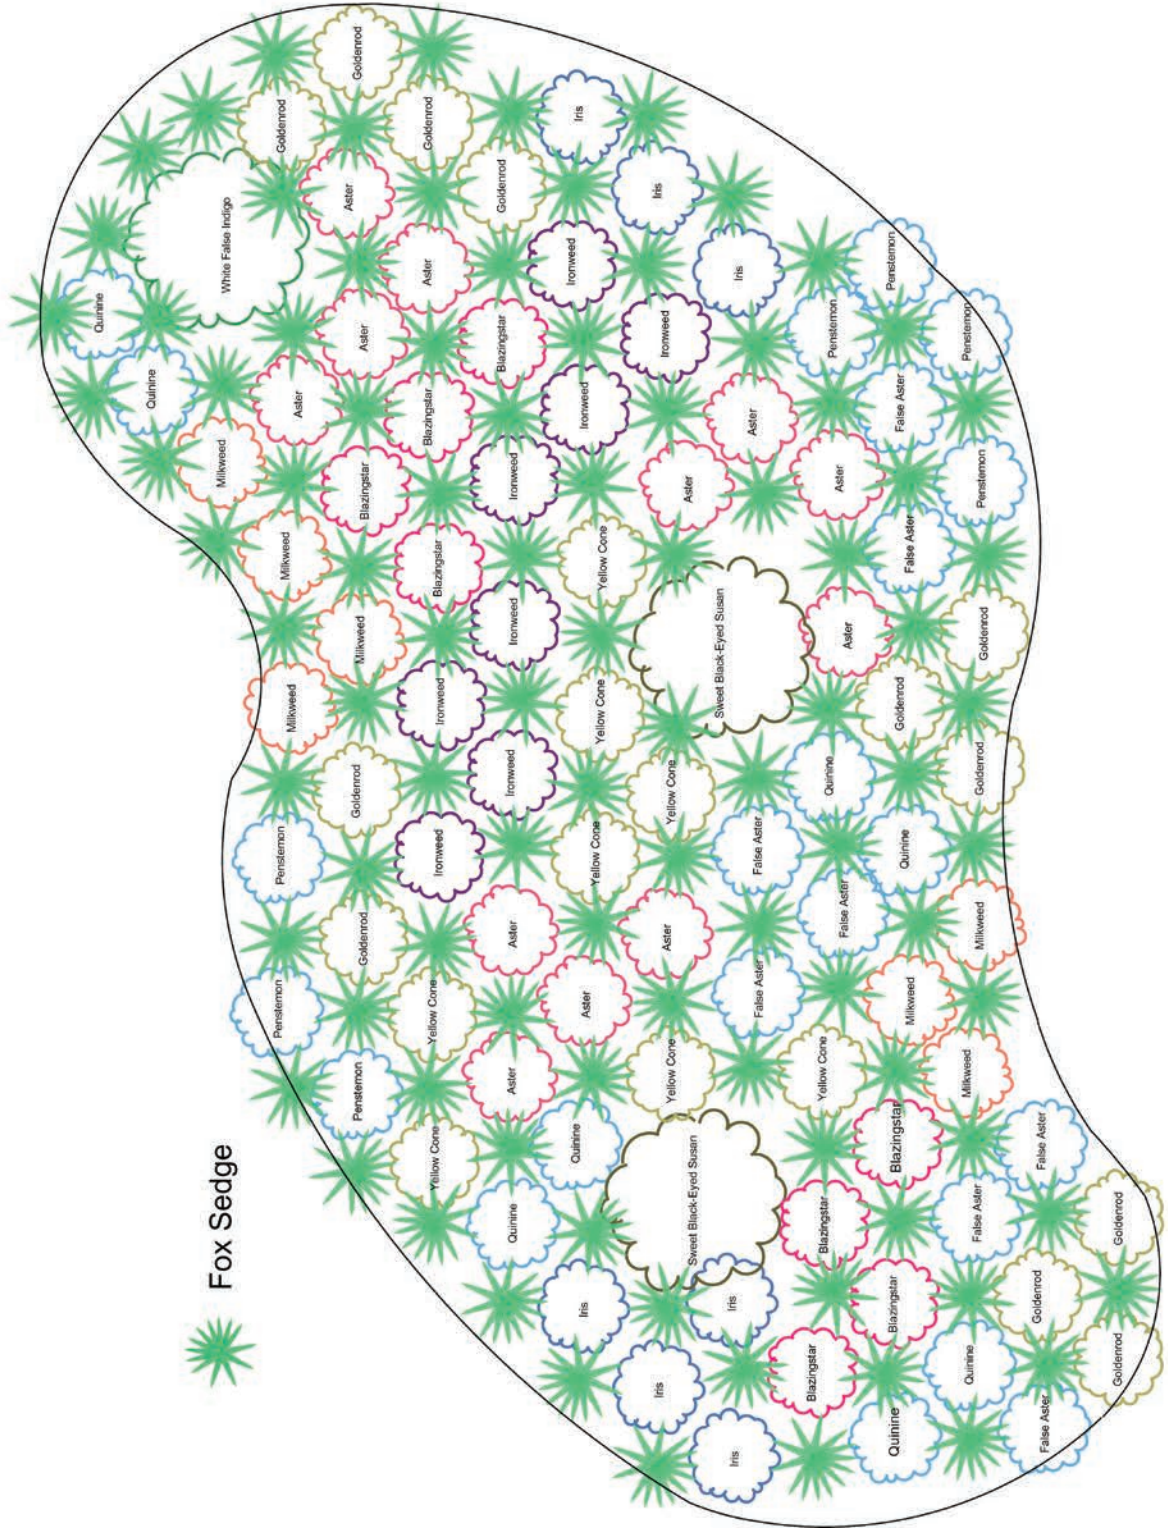 Quinine
Quinine
Fox Sedge
Milkweed
White False Indigo
Penstemon
Penstemon
Milkweed
Milkweed
Aster
Goldenrod
Penstemon
Goldenrod
Goldenrod
Milkweed
Blazingstar
Aster
Aster
Goldenrod
Yellow Cone
Yellow Cone
Ironweed
Ironweed
Blazingstar
Blazingstar
Aster
Goldenrod
Quinine
Aster
Aster
Ironweed
Ironweed
Ironweed
Blazingstar
Goldenrod
Iris
Quinine
Aster
Yellow Cone
Yellow Cone
Yellow Cone
Ironweed
Ironweed
Iris
Iris
Yellow Cone
Aster
Yellow Cone
Aster
Ironweed
Iris
Sweet Black-Eyed Susan
Sweet Black-Eyed Susan
Iris
Iris
False Aster
False Aster
Aster
Iris
Blazingstar
Blazingstar
Yellow Cone
False Aster
Quinine
Aster
Aster
Penstemon
Quinine
Blazingstar
Blazingstar
Milkweed
Quinine
Goldenrod
False Aster
False Aster
Penstemon
Quinine
False Aster
Milkweed
Milkweed
Goldenrod
Goldenrod
Penstemon
Penstemon
False Aster
Goldenrod
False Aster
Goldenrod
Goldenrod